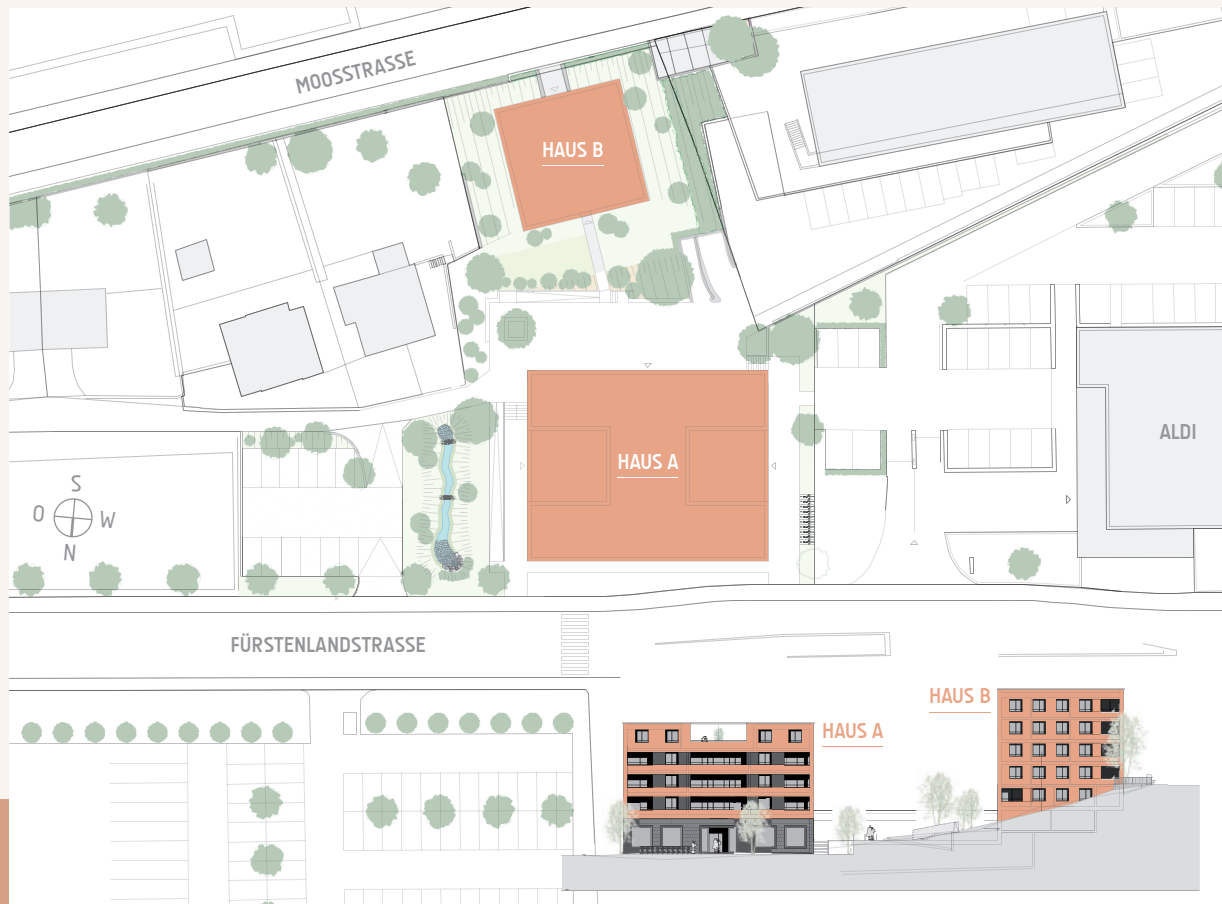 MOOSSTRASSE
HAUS B
HAUS A
ALDI
S
O W
N
FÜRSTENLANDSTRASSE
HAUS B
HAUS A